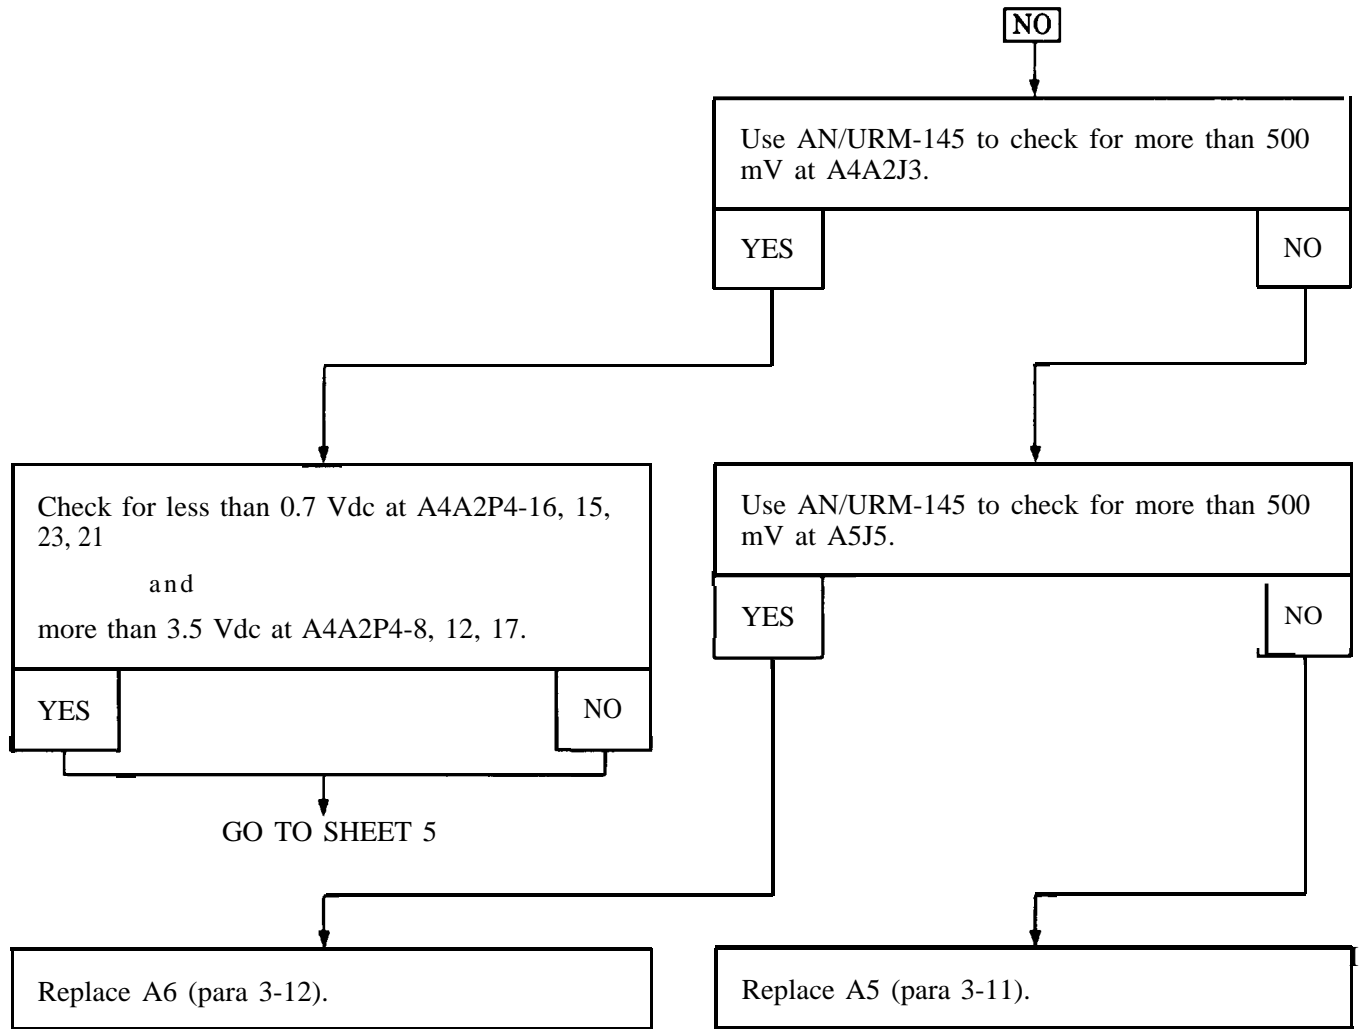 NO
Use AN/URM-145 to check for more than 500
mV at A4A2J3.
YES
NO
Check for less than 0.7 Vdc at A4A2P4-16, 15,
23, 21
and
more than 3.5 Vdc at A4A2P4-8, 12, 17.
YES
NO
GO TO SHEET 5
Use AN/URM-145 to check for more than 500
mV at A5J5.
YES
NO
Replace A6 (para 3-12).
Replace A5 (para 3-11).